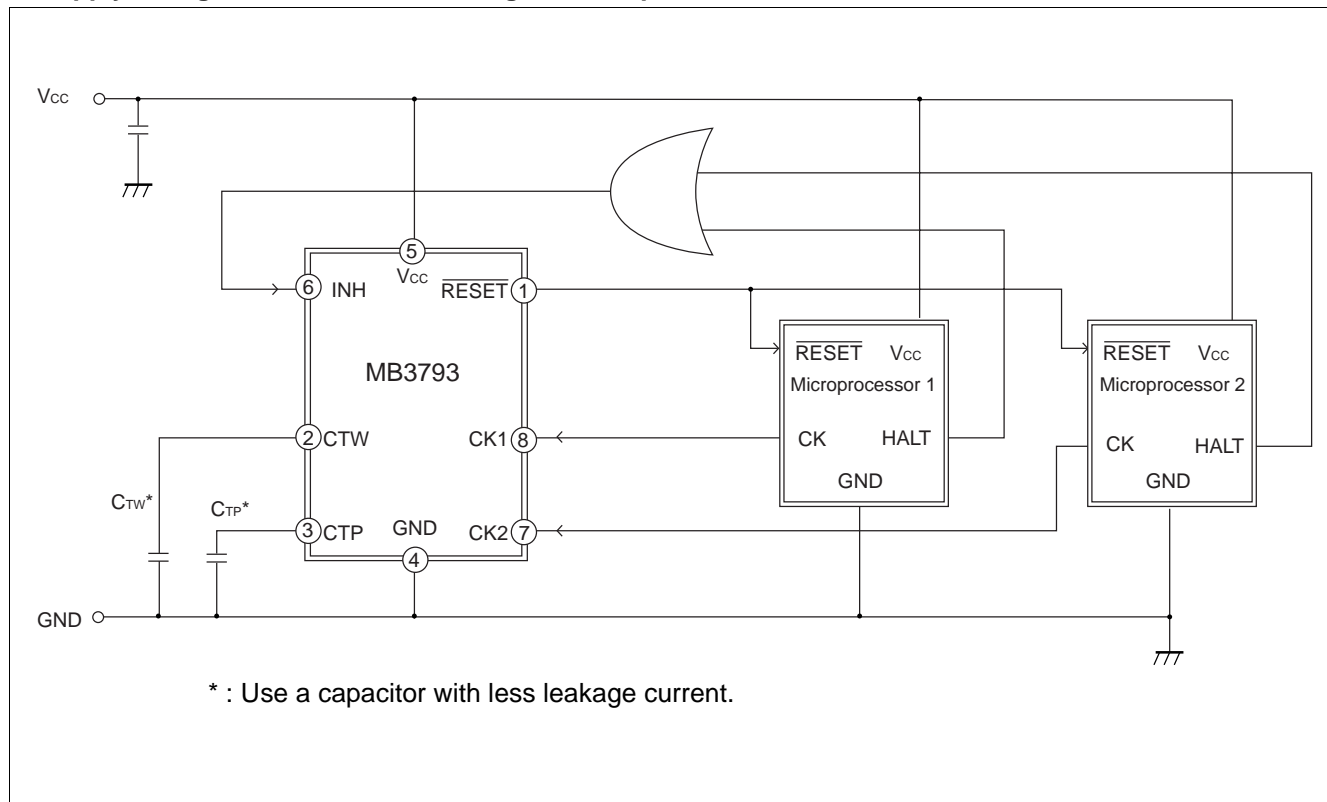 Vcc
5
Vcc
6 INH
RESET 1
MB3793
RESET Vcc
Microprocessor 1
RESET Vcc
Microprocessor 2
2 CTW
CK1 8
CK HALT
CK HALT
GND
GND
CTW*
CTP*
3 CTP
GND
CK2 7
4
GND
* : Use a capacitor with less leakage current.